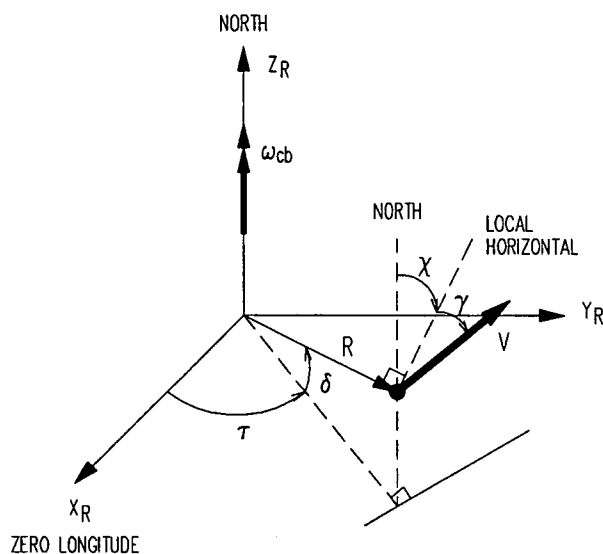 NORTH
Z_R
ω_cb
NORTH
LOCAL
HORIZONTAL
χ
γ
Y_R
R
V
δ
τ
X_R
ZERO LONGITUDE